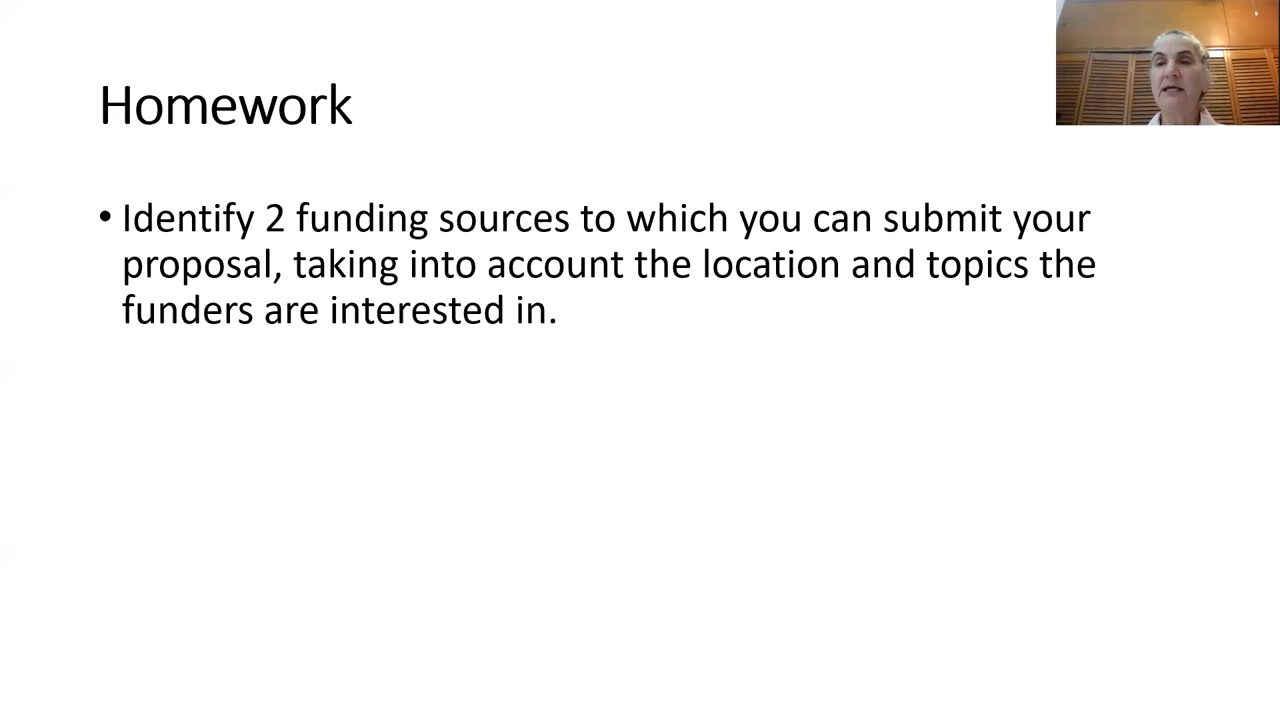 Homework
• Identify 2 funding sources to which you can submit your
proposal, taking into account the location and topics the
funders are interested in.